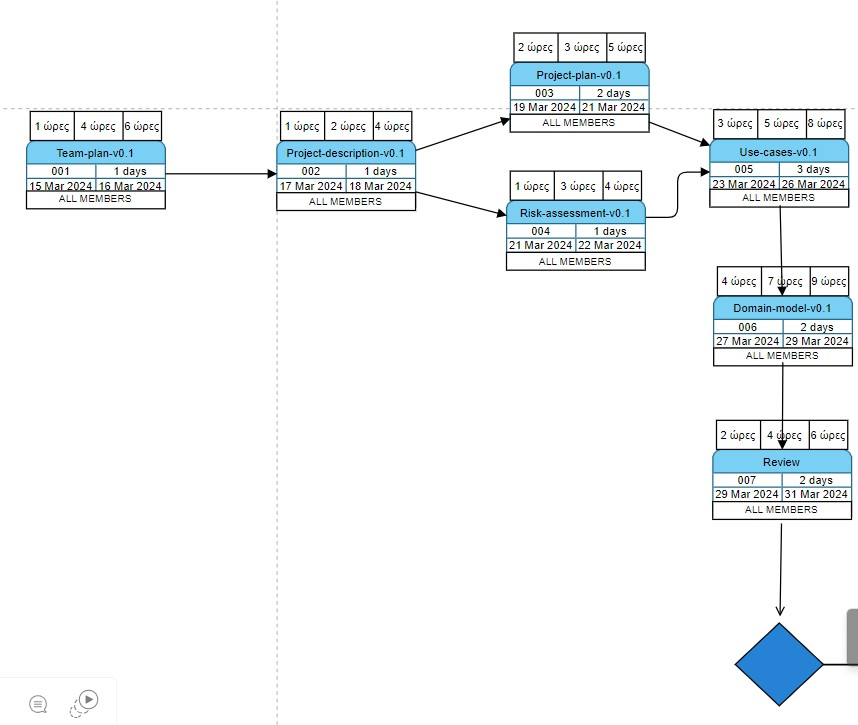 1 ώρες 4 ώρες 6 ώρες
Team-plan-v0.1
001 1 days
15 Mar 2024 16 Mar 2024
ALL MEMBERS
1 ώρες 2 ώρες 4 ώρες
Project-description-v0.1
002 1 days
17 Mar 2024 18 Mar 2024
ALL MEMBERS
2 ώρες 3 ώρες 5 ώρες
Project-plan-v0.1
003 2 days
19 Mar 2024 21 Mar 2024
ALL MEMBERS
1 ώρες 3 ώρες 4 ώρες
Risk-assessment-v0.1
004 1 days
21 Mar 2024 22 Mar 2024
ALL MEMBERS
3 ώρες 5 ώρες 8 ώρες
Use-cases-v0.1
005 3 days
23 Mar 2024 26 Mar 2024
ALL MEMBERS
4 ώρες 7 ώρες 9 ώρες
Domain-model-v0.1
006 2 days
27 Mar 2024 29 Mar 2024
ALL MEMBERS
2 ώρες 4 ώρες 6 ώρες
Review
007 2 days
29 Mar 2024 31 Mar 2024
ALL MEMBERS